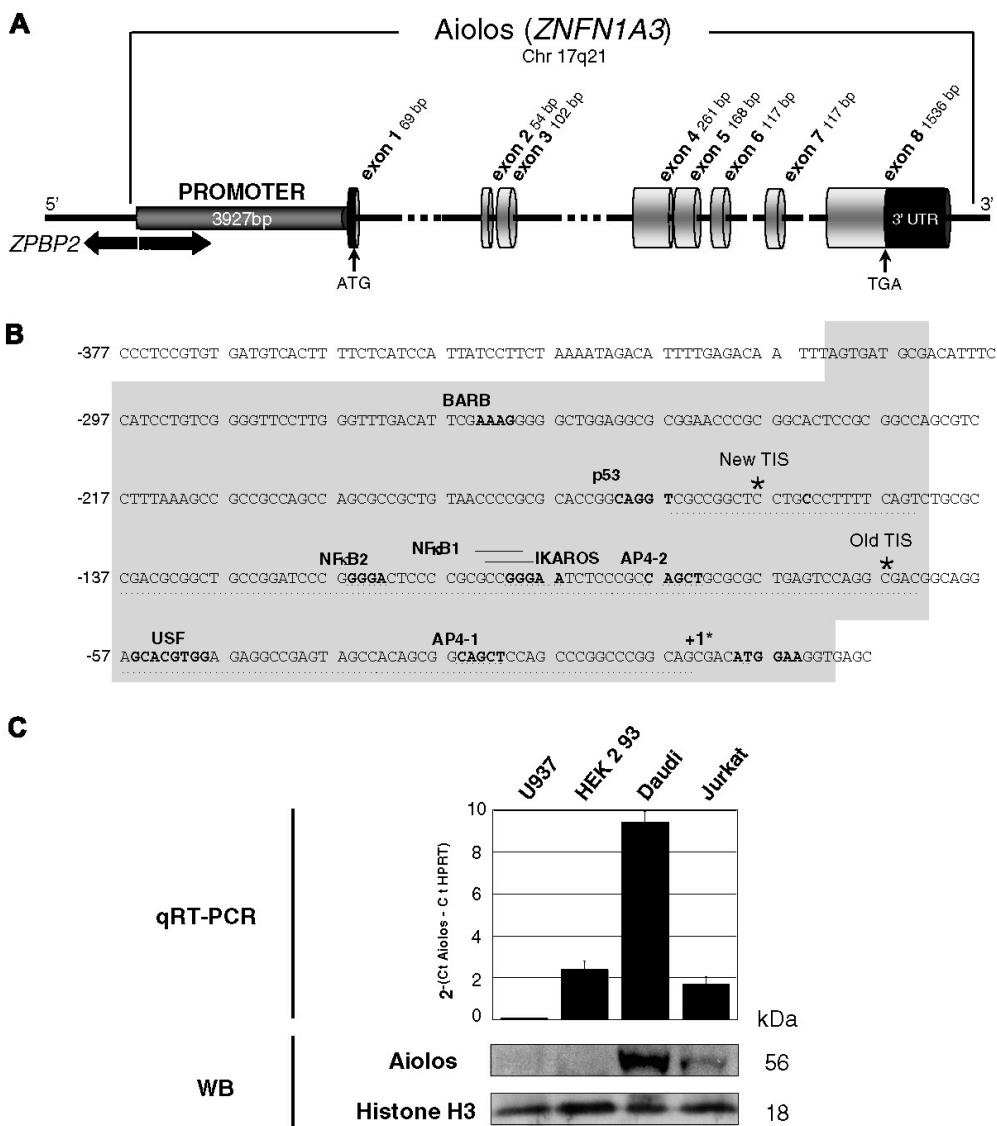 A
Aiolos (ZNFN1A3)
Chr 17q21
exon 1 69 bp
exon 2 54 bp
exon 3 102 bp
exon 4 261 bp
exon 5 168 bp
exon 6 117 bp
exon 7 117 bp
exon 8 1536 bp
PROMOTER
5'
3927bp
3' UTR
3'
ZPBP2
ATG
TGA
B
-377 CCCTCCGTGT GATGTCACTT TTCTCATCCA TTATCCTTCT AAAATAGACA TTTTGAGACA A TTTAGTGAT GCGACATTTC
BARB
-297 CATCCTGTCG GGGTTCCTTG GGTTTGACAT TCGAAAGGGG GCTGGAGGCG CGGAACCCGC GGCACTCCGC GGCCAGCGTC
p53 New TIS
*
-217 CTTTAAAGCC GCCGCCAGCC AGCGCCGCTG TAACCCCGCG CACCGGCAGG T CGCCGGCTC CTGCCCTTTT CAGTCTGCGC
NFκB2 NFκB1 IKAROS AP4-2 Old TIS
*
-137 CGACGCGGCT GCCGGATCCC GGGGACTCCC CGCGCCGGGA A TCTCCCGCC AGCTGCGCGC TGAGTCCAGG CGACGGCAGG
USF AP4-1 +1*
-57 AGCACGTGGA GAGGCCGAGT AGCCACAGCG GCAGCTCCAG CCCGGCCCGG CAGCGACATG GAAGGTGAGC
C
U937
HEK 2 93
Daudi
Jurkat
qRT-PCR
2-(Ct Aiolos - C t HPRT)
10
8
6
4
2
0
kDa
WB
Aiolos 56
Histone H3 18